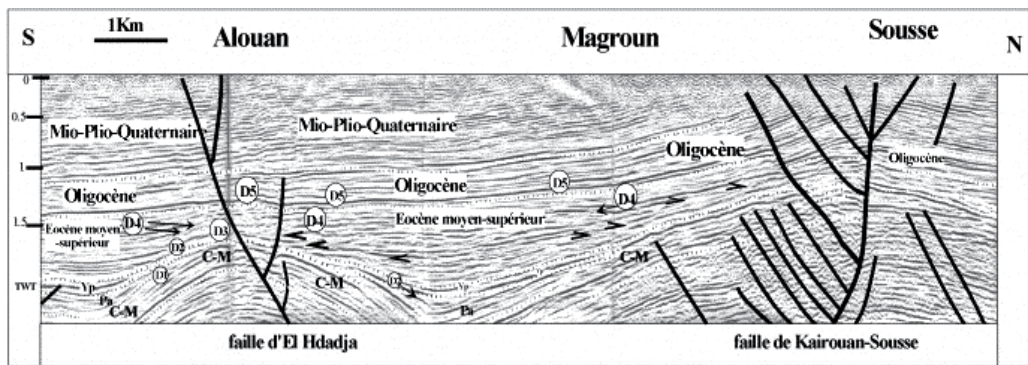 S 1Km Alouan Magroun Sousse N
0
0.5
Mio-Plio-Quaternaire Mio-Plio-Quaternaire
Oligocène Oligocène
1
Oligocène Oligocène
D5 D5 D5
D4 Eocène moyen-supérieur D4
1.5 D4 D3
Eocène moyen
-supérieur D2
C-M C-M
D1 C-M
TWT Yp Yp
Pa Pa
C-M
faille d'El Hdadja faille de Kairouan-Sousse